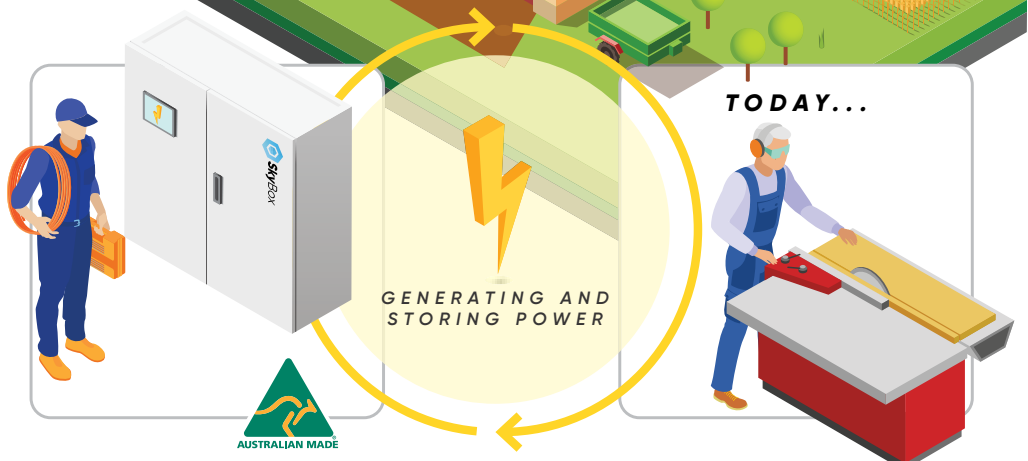 TODAY...
SKYBOX
GENERATING AND
STORING POWER
AUSTRALIAN MADE